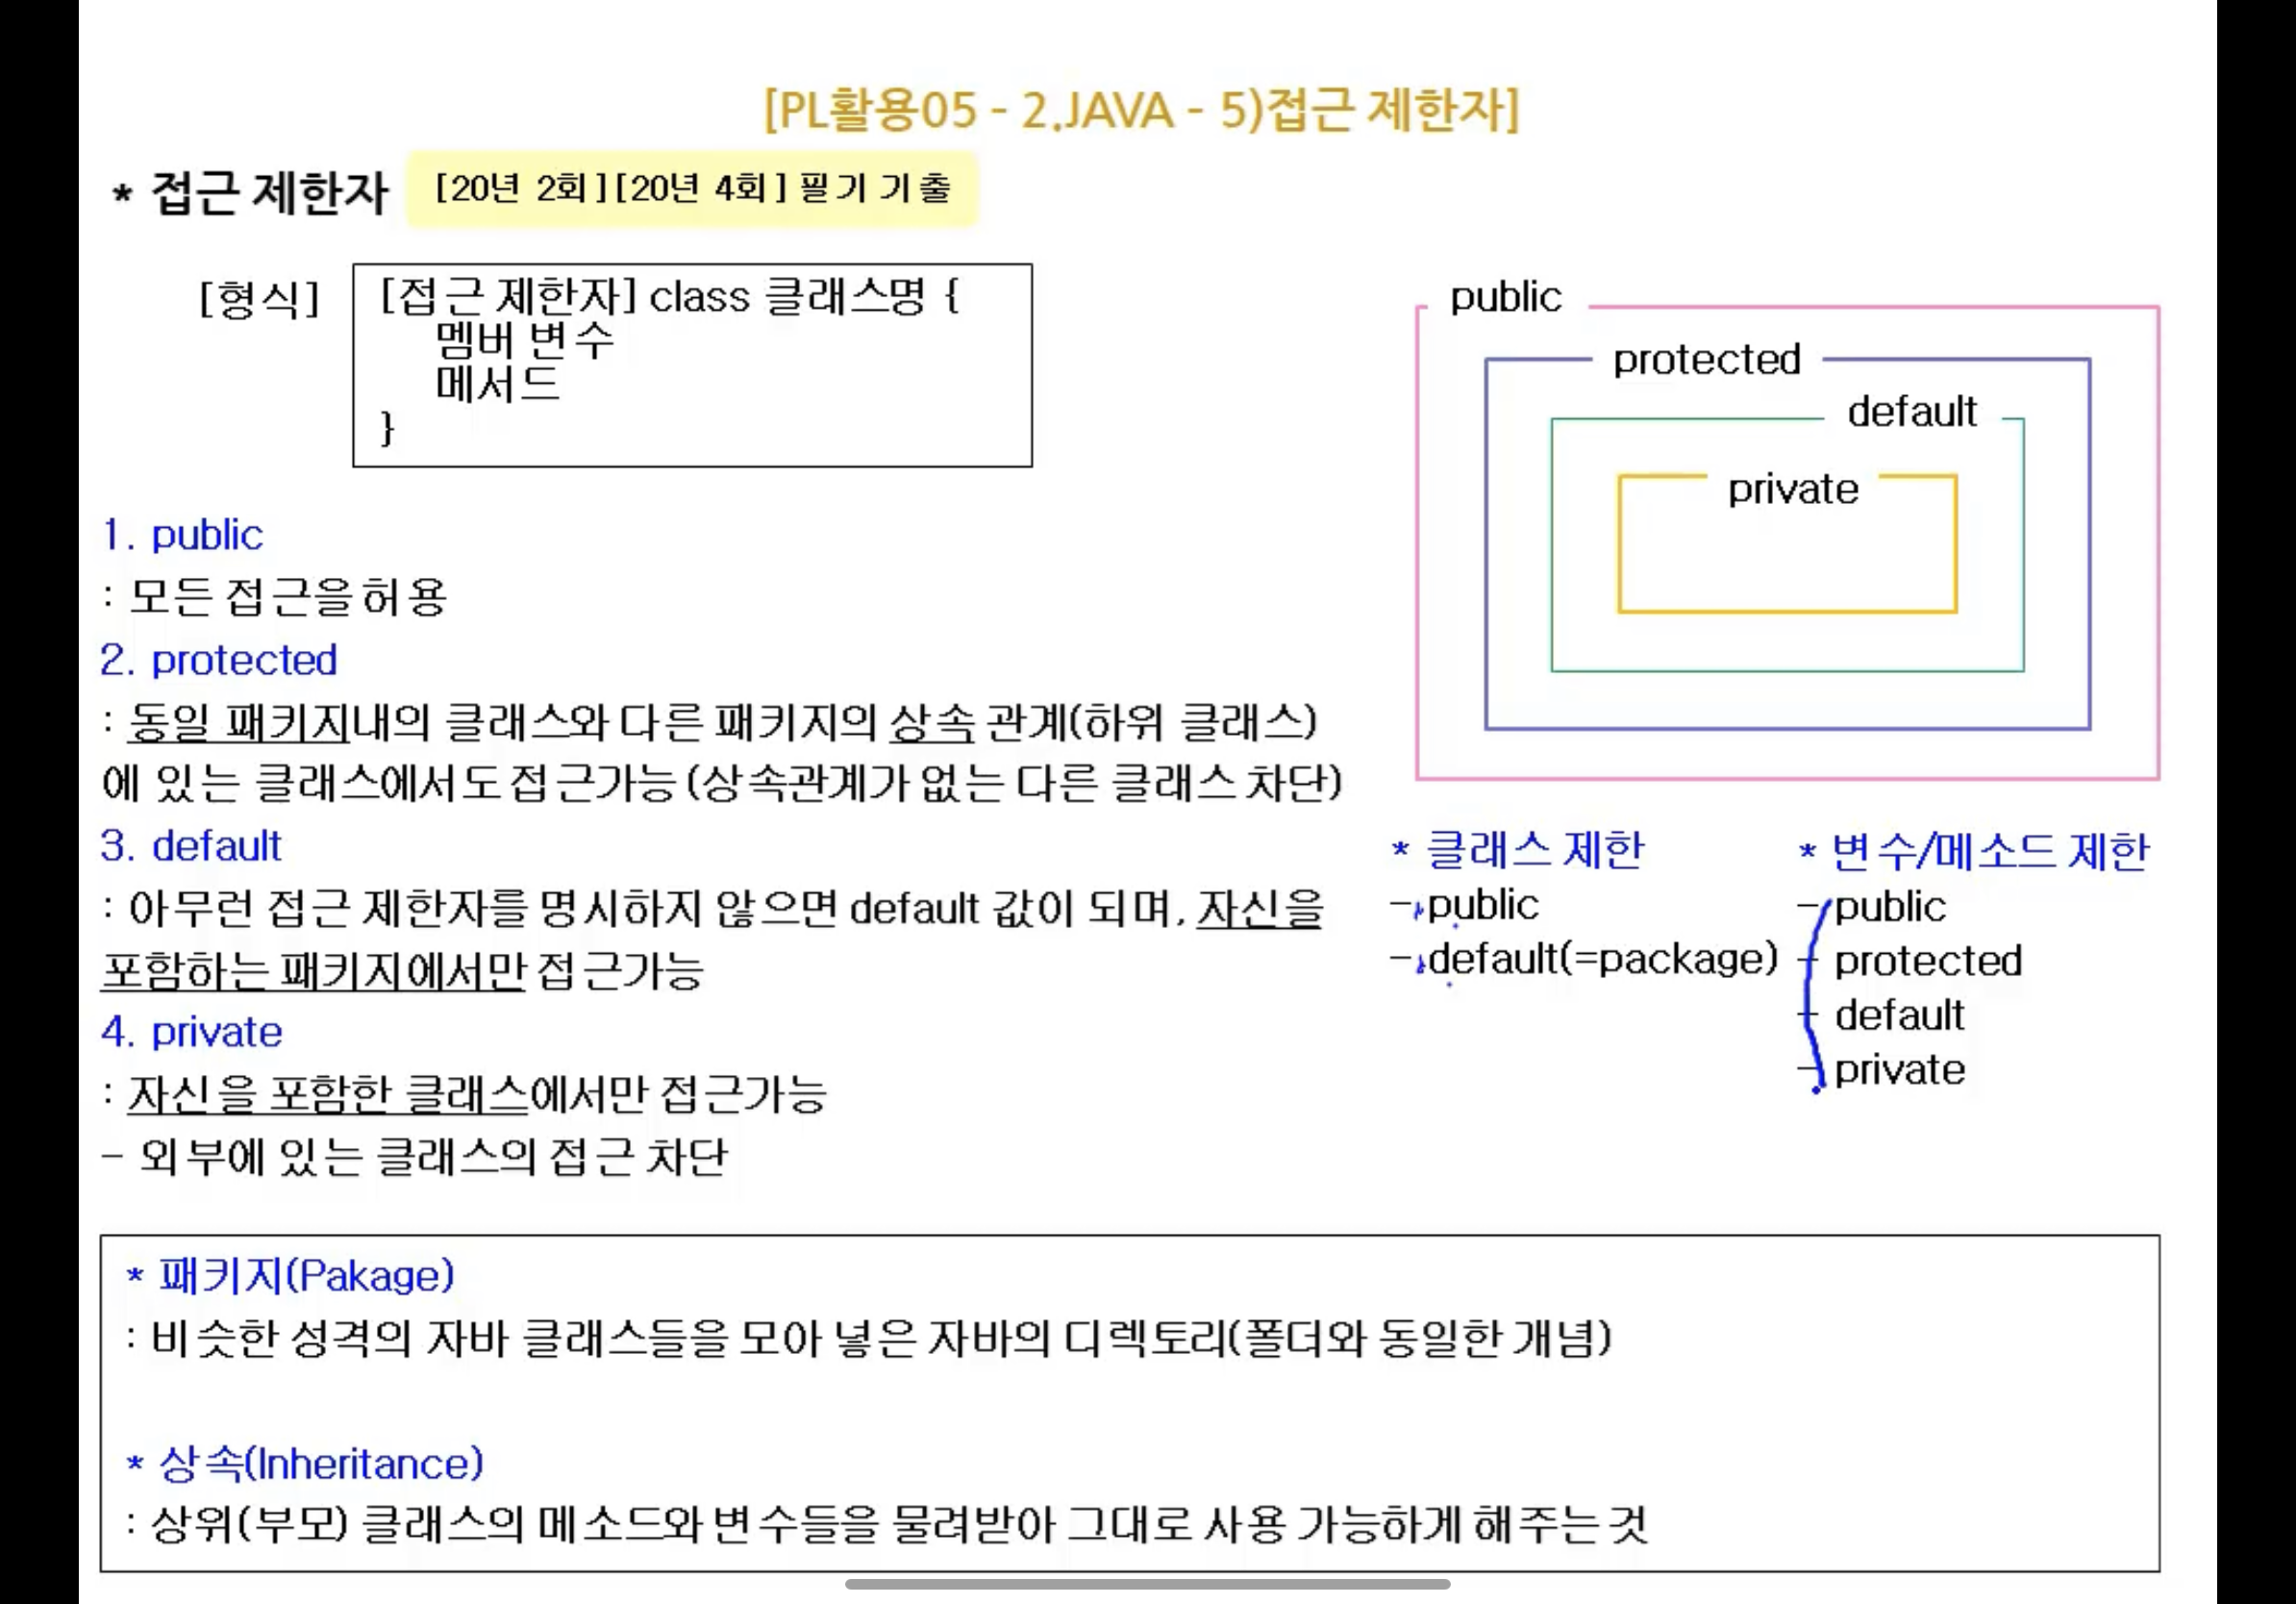 [PL활용05 - 2.JAVA - 5)접근 제한자]
* 접근 제한자 [20년 2회][20년 4회] 필기 기출
[형식]
[접근 제한자] class 클래스명 {
멤버 변수
메서드
}
public
protected
default
private
1. public
: 모든 접근을 허용
2. protected
: 동일 패키지내의 클래스와 다른 패키지의 상속 관계(하위 클래스)
에 있는 클래스에서도 접근가능(상속관계가 없는 다른 클래스 차단)
3. default
: 아무런 접근 제한자를 명시하지 않으면 default 값이 되며, 자신을
포함하는 패키지에서만 접근가능
4. private
: 자신을 포함한 클래스에서만 접근가능
- 외부에 있는 클래스의 접근 차단
* 클래스 제한
- public
- default(=package)
* 변수/메소드 제한
- public
- protected
- default
- private
* 패키지(Pakage)
: 비슷한 성격의 자바 클래스들을 모아 넣은 자바의 디렉토리(폴더와 동일한 개념)
* 상속(Inheritance)
: 상위(부모) 클래스의 메소드와 변수들을 물려받아 그대로 사용 가능하게 해주는 것